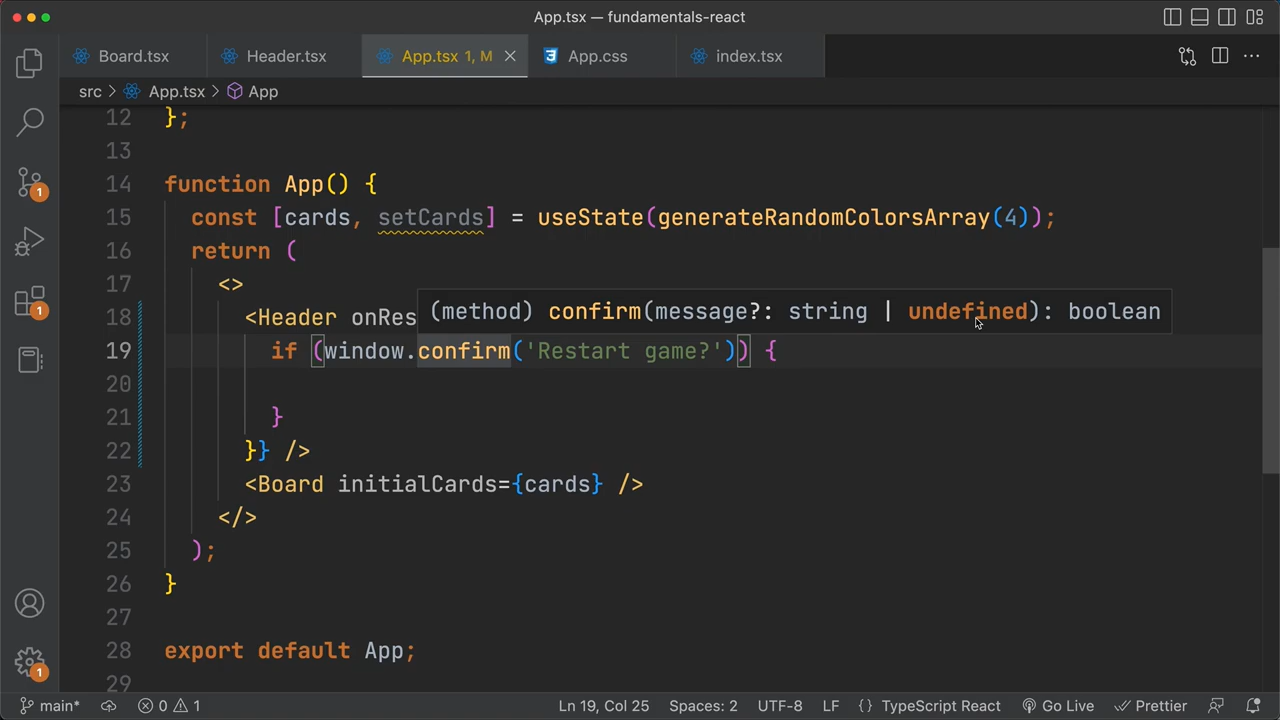 App.tsx — fundamentals-react
Board.tsx
Header.tsx
App.tsx 1, M
App.css
index.tsx
src > App.tsx > App
12 };
13
14 function App() {
15 const [cards, setCards] = useState(generateRandomColorsArray(4));
16 return (
17 <>
(method) confirm(message?: string | undefined): boolean
18 <Header onRes
19 if (window.confirm('Restart game?')) {
20
21 }
22 }} />
23 <Board initialCards={cards} />
24 </>
25 );
26 }
27
28 export default App;
29
1
1
1
main* 0 1 Ln 19, Col 25 Spaces: 2 UTF-8 LF {} TypeScript React Go Live Prettier